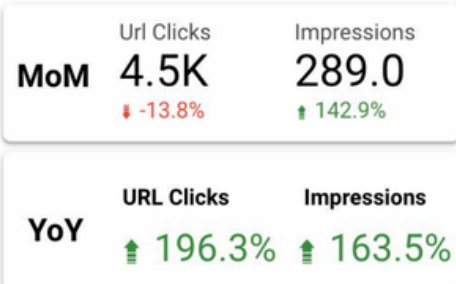 Url Clicks Impressions
MoM 4.5K 289.0
-13.8% 142.9%
URL Clicks Impressions
YoY 196.3% 163.5%